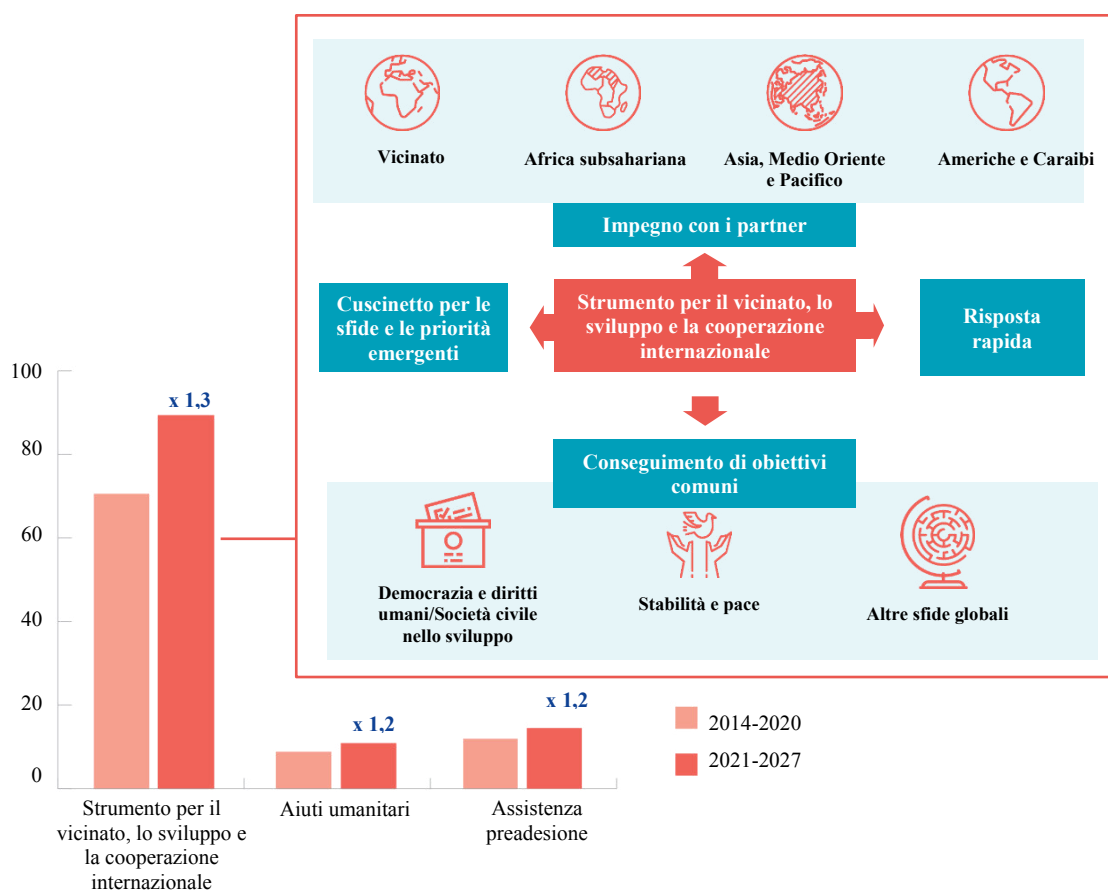 Vicinato
Africa subsahariana
Asia, Medio Oriente
e Pacifico
Americhe e Caraibi
Impegno con i partner
Cuscinetto per le
sfide e le priorità
emergenti
Strumento per il vicinato, lo
sviluppo e la cooperazione
internazionale
Risposta
rapida
Conseguimento di obiettivi
comuni
Democrazia e diritti
umani/Società civile
nello sviluppo
Stabilità e pace
Altre sfide globali
100
80
60
40
20
0
x 1,3
x 1,2
x 1,2
2014-2020
2021-2027
Strumento per il
vicinato, lo sviluppo e
la cooperazione
internazionale
Aiuti umanitari
Assistenza
preadesione